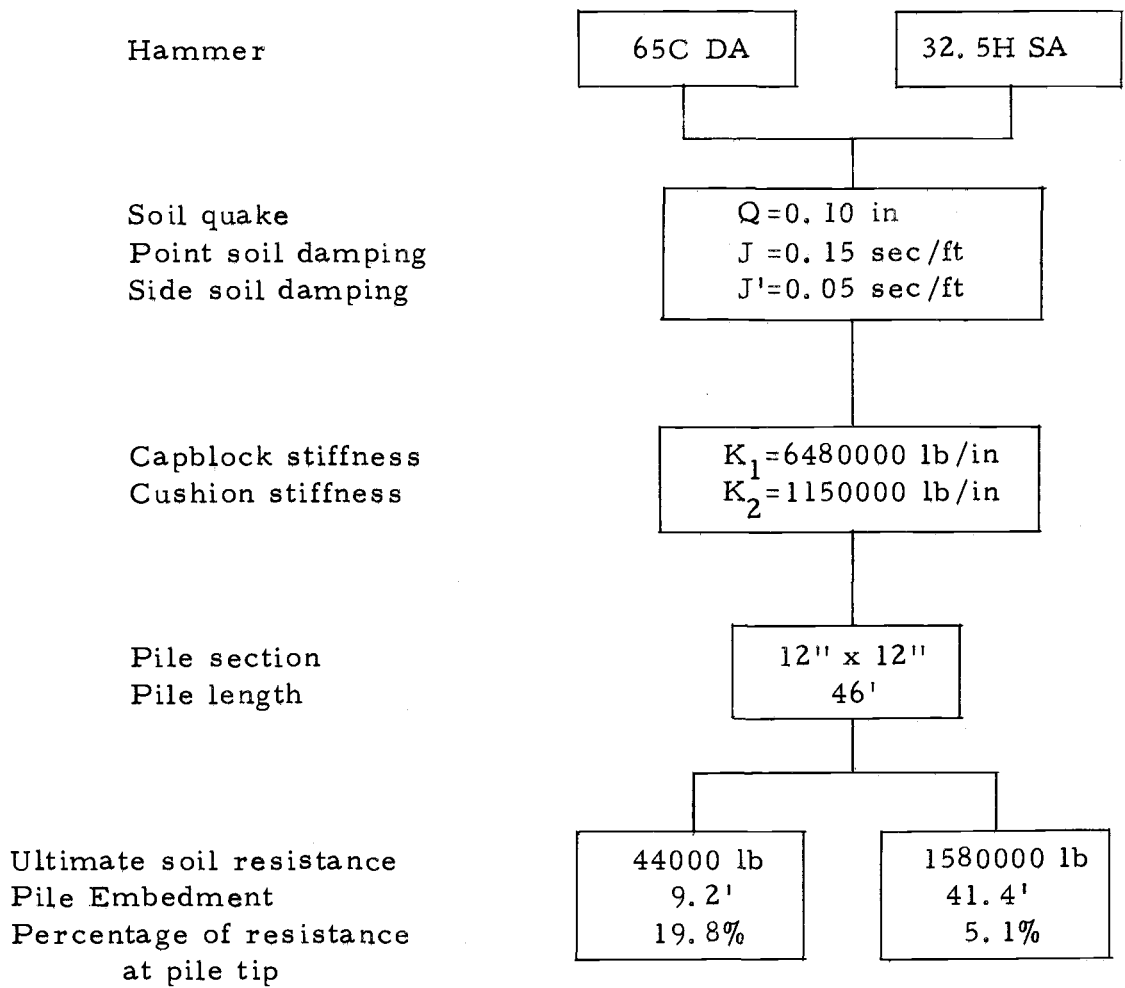 Hammer 65C DA 32.5H SA
Soil quake Q=0.10 in
Point soil damping J=0.15 sec/ft
Side soil damping J'=0.05 sec/ft
Capblock stiffness K1=6480000 lb/in
Cushion stiffness K2=1150000 lb/in
Pile section 12" x 12"
Pile length 46'
Ultimate soil resistance 44000 lb 1580000 lb
Pile Embedment 9.2' 41.4'
Percentage of resistance 19.8% 5.1%
at pile tip